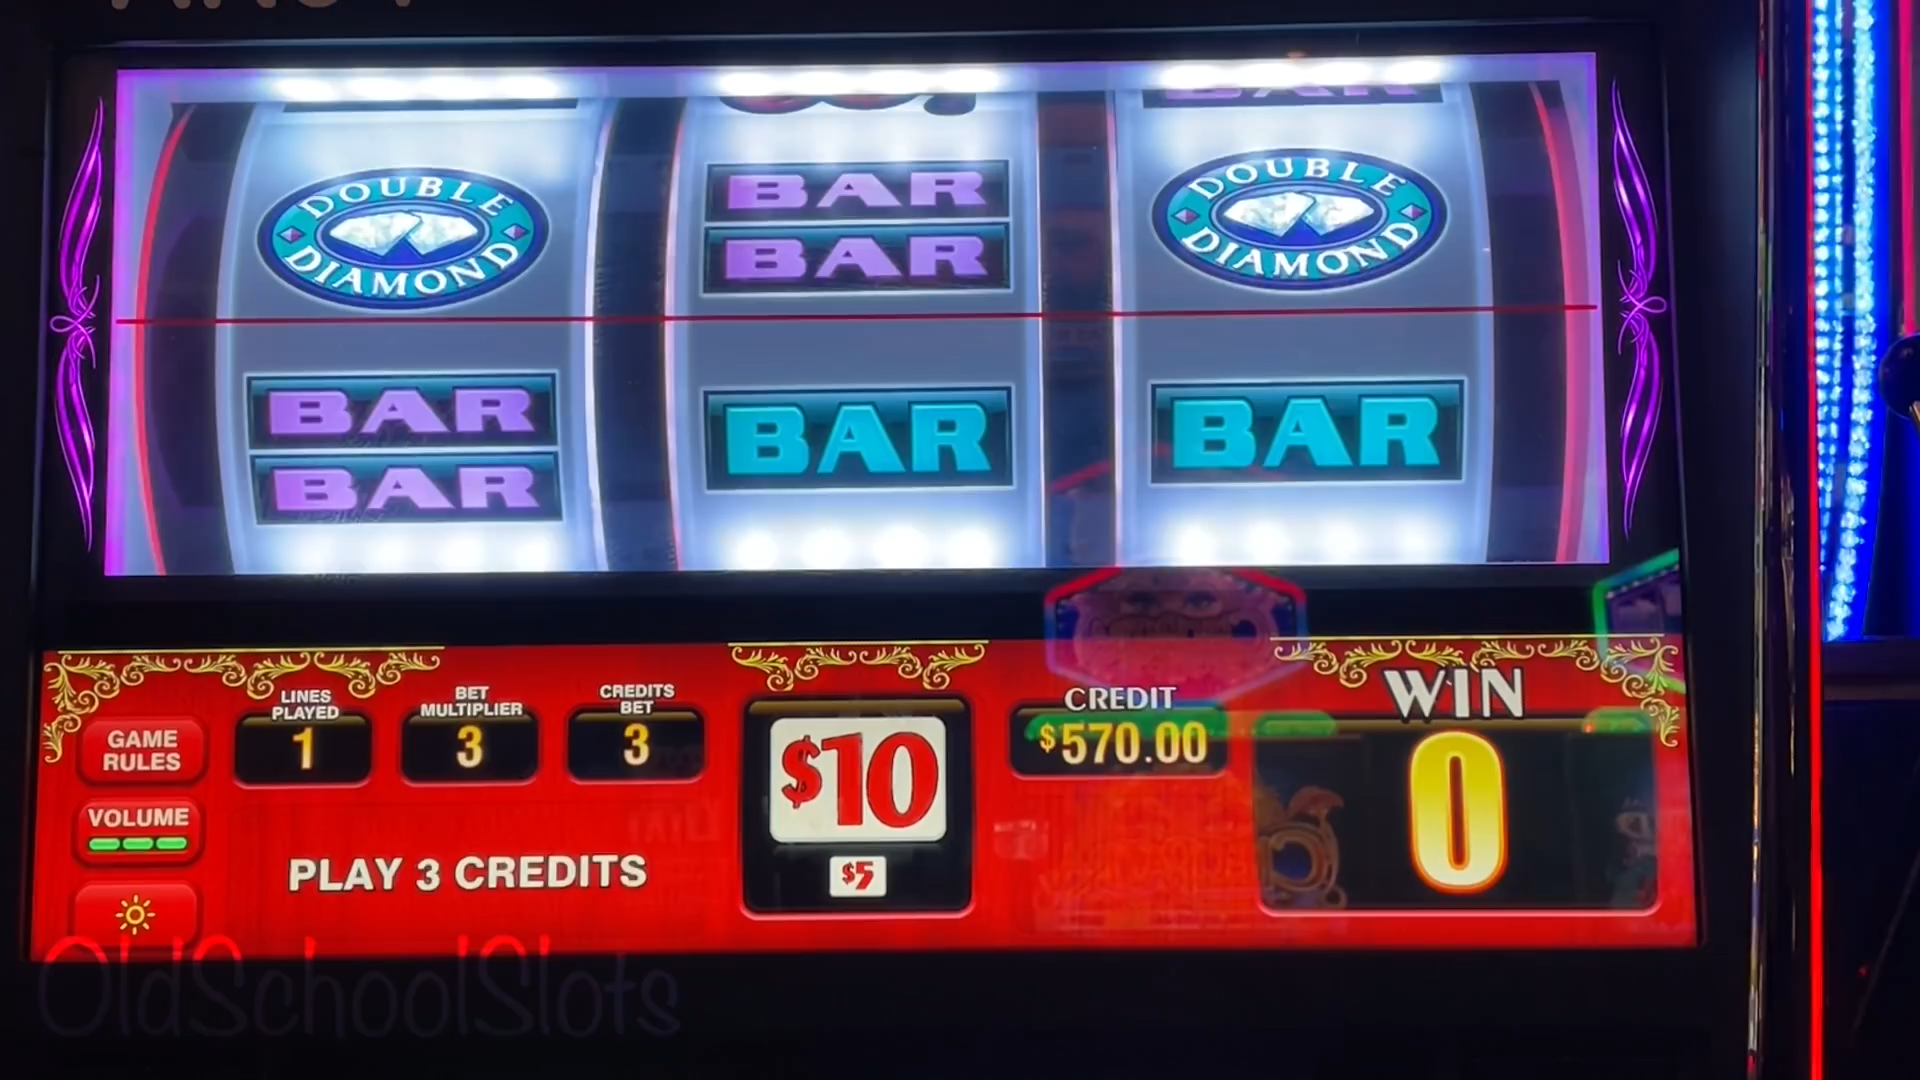 BAR
DOUBLE
DIAMOND
BAR
BAR
DOUBLE
DIAMOND
BAR
BAR
BAR
BAR
LINES
PLAYED
1
BET
MULTIPLIER
3
CREDITS
BET
3
GAME
RULES
VOLUME
PLAY 3 CREDITS
$10
$5
CREDIT
$570.00
WIN
0
OldSchoolSlots